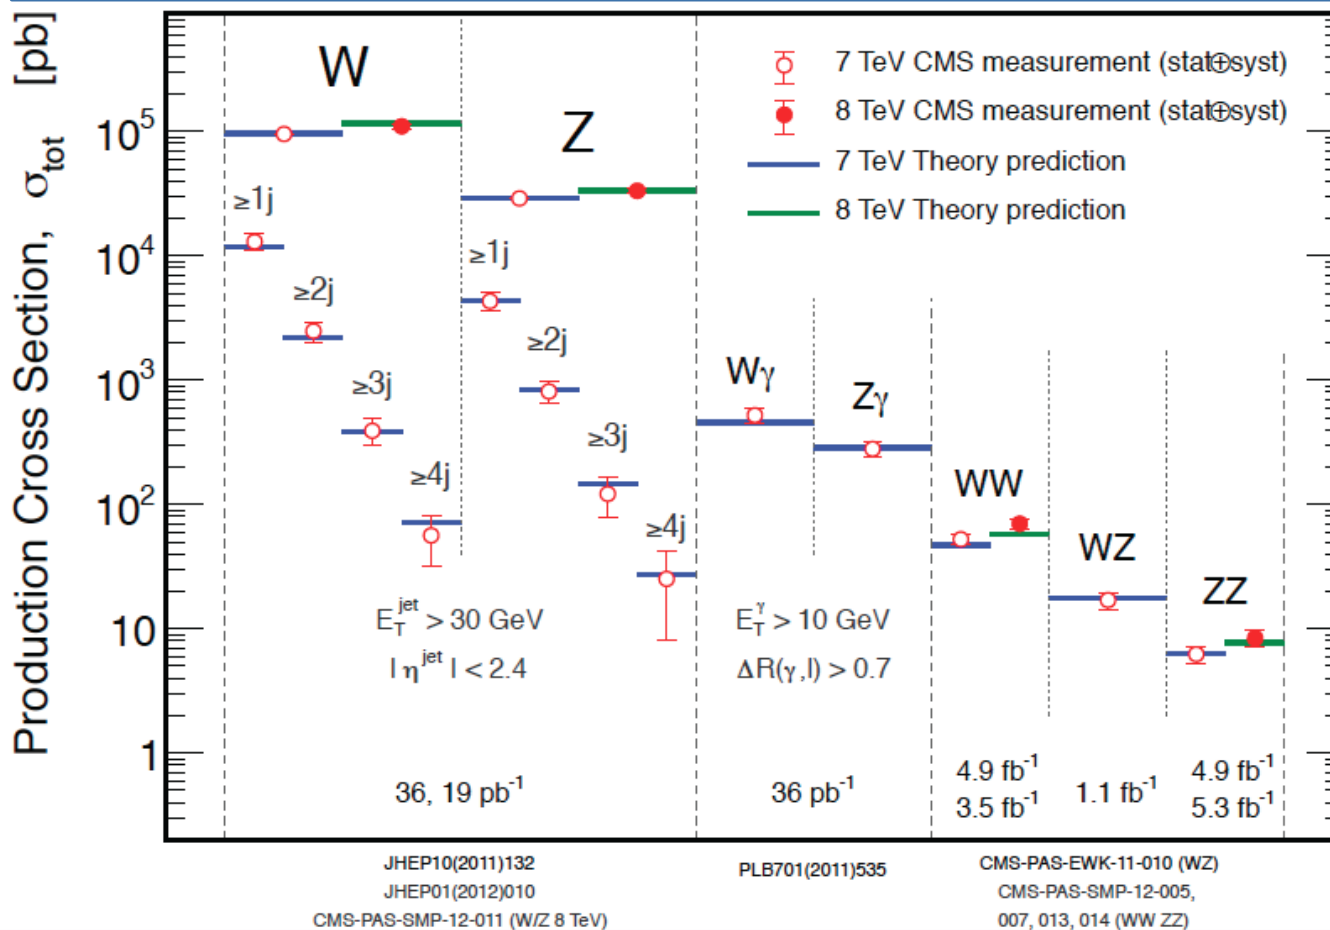 Production Cross Section, σtot [pb]
10⁵
10⁴
10³
10²
10
1
W
≥1j
≥2j
≥3j
≥4j
Z
≥1j
≥2j
≥3j
≥4j
7 TeV CMS measurement (stat⊕syst)
8 TeV CMS measurement (stat⊕syst)
7 TeV Theory prediction
8 TeV Theory prediction
Wγ
Zγ
WW
WZ
ZZ
E_T^jet > 30 GeV
| η^jet | < 2.4
E_T^γ > 10 GeV
ΔR(γ,l) > 0.7
36, 19 pb⁻¹
36 pb⁻¹
4.9 fb⁻¹
3.5 fb⁻¹
1.1 fb⁻¹
4.9 fb⁻¹
5.3 fb⁻¹
JHEP10(2011)132
JHEP01(2012)010
CMS-PAS-SMP-12-011 (W/Z 8 TeV)
PLB701(2011)535
CMS-PAS-EWK-11-010 (WZ)
CMS-PAS-SMP-12-005,
007, 013, 014 (WW ZZ)